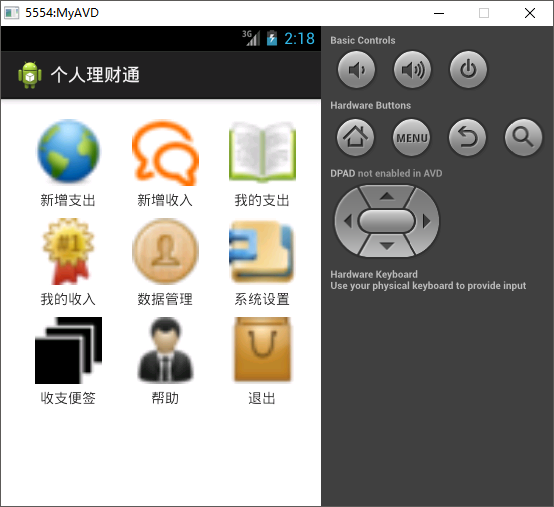 5554:MyAVD
3G 2:18
个人理财通
新增支出 新增收入 我的支出
#1
我的收入 数据管理 系统设置
收支便签 帮助 退出
Basic Controls
Hardware Buttons
MENU
DPAD not enabled in AVD
Hardware Keyboard
Use your physical keyboard to provide input